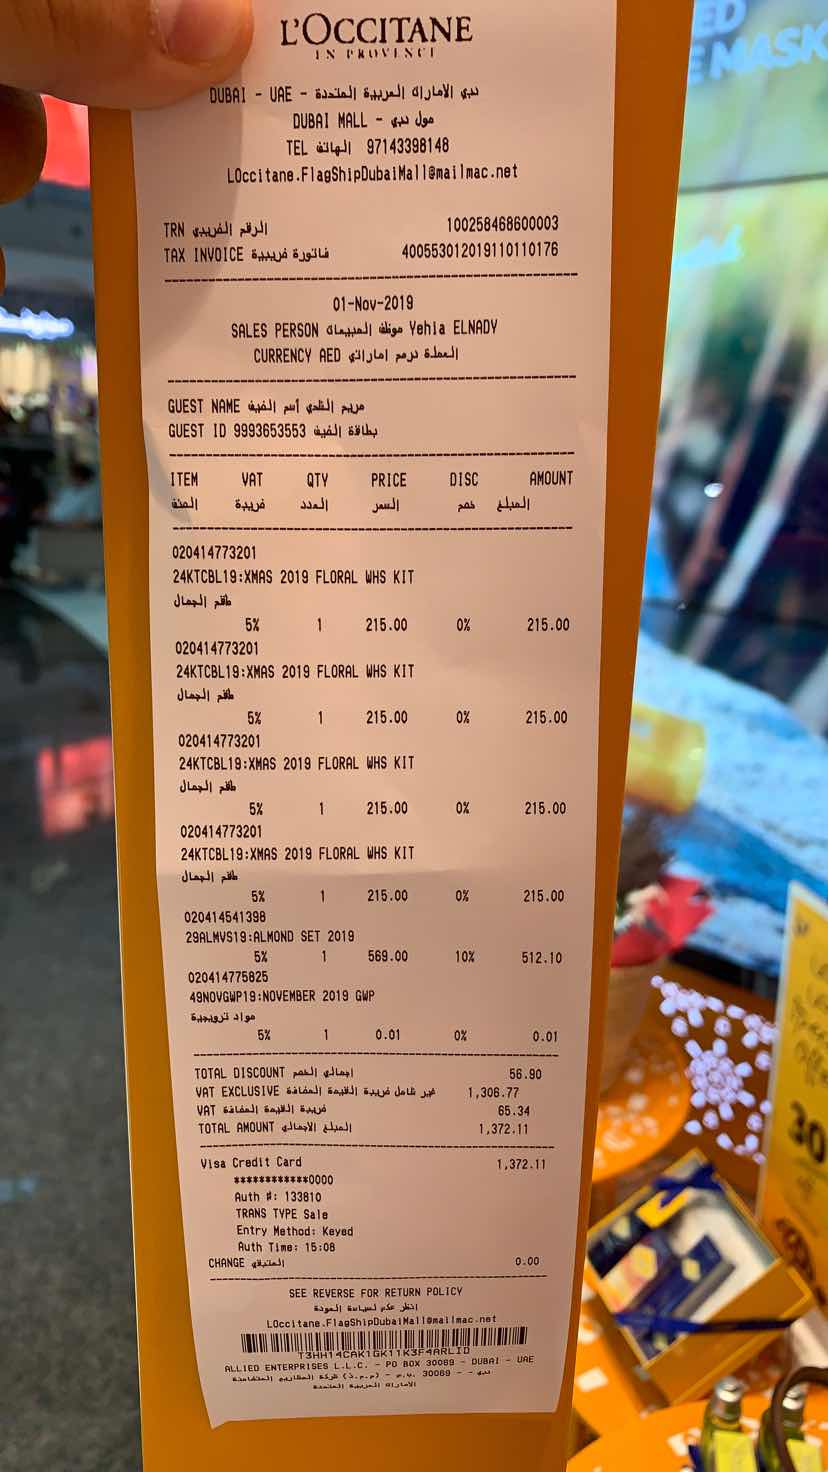 L'OCCITANE
EN PROVENCE
DUBAI - UAE - دبي الامارات العربية المتحدة
DUBAI MALL - مول دبي
TEL الهاتف 97143398148
LOccitane.FlagShipDubaiMall@mailmac.net
TRN الرقم الضريبي 100258468600003
TAX INVOICE فاتورة ضريبية 400553012019110110176
01-Nov-2019
SALES PERSON موظف المبيعات Yehia ELNADY
CURRENCY AED العملة درهم اماراتي
GUEST NAME مريم أسم الضيف
GUEST ID 9993653553 بطاقة الضيف
ITEM VAT QTY PRICE DISC AMOUNT
الصنف ضريبة العدد السعر خصم المبلغ
020414773201
24KTCBL19:XMAS 2019 FLORAL WHS KIT
طقم الجمال
5% 1 215.00 0% 215.00
020414773201
24KTCBL19:XMAS 2019 FLORAL WHS KIT
طقم الجمال
5% 1 215.00 0% 215.00
020414773201
24KTCBL19:XMAS 2019 FLORAL WHS KIT
طقم الجمال
5% 1 215.00 0% 215.00
020414773201
24KTCBL19:XMAS 2019 FLORAL WHS KIT
طقم الجمال
5% 1 215.00 0% 215.00
020414541398
29ALMVS19:ALMOND SET 2019
5% 1 569.00 10% 512.10
020414775825
49NOVGWP19:NOVEMBER 2019 GWP
مواد ترويجية
5% 1 0.01 0% 0.01
TOTAL DISCOUNT اجمالي الخصم 56.90
VAT EXCLUSIVE غير شامل ضريبة القيمة المضافة 1,306.77
VAT ضريبة القيمة المضافة 65.34
TOTAL AMOUNT المبلغ الاجمالي 1,372.11
Visa Credit Card 1,372.11
************0000
Auth #: 133810
TRANS TYPE Sale
Entry Method: Keyed
Auth Time: 15:08
CHANGE المتبقي 0.00
SEE REVERSE FOR RETURN POLICY
انظر لسياسة العودة
LOccitane.FlagShipDubaiMall@mailmac.net
T3HH14CAK1GK11K3F4ARLID
ALLIED ENTERPRISES L.L.C. - PO BOX 30089 - DUBAI - UAE
دبي - - 30089 ص.ب. - (ذ.م.م) شركة المشاريع المتضامنة
الامارات العربية المتحدة
ED
E MASK
30